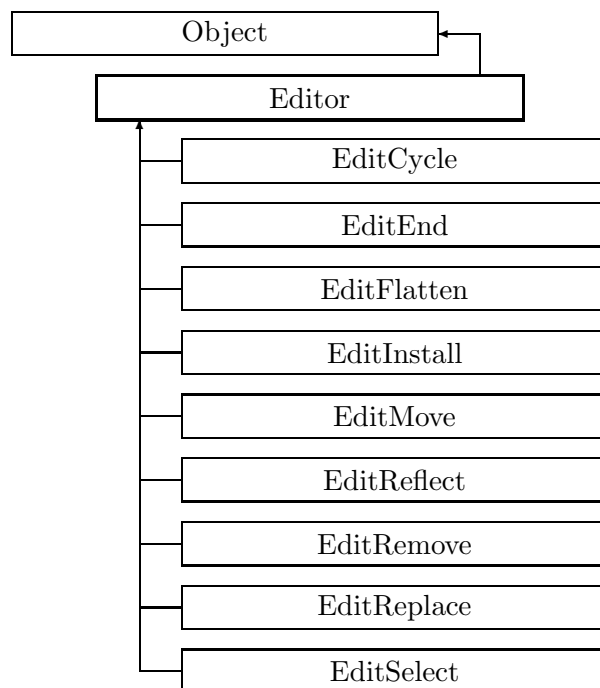 Object
Editor
EditCycle
EditEnd
EditFlatten
EditInstall
EditMove
EditReflect
EditRemove
EditReplace
EditSelect